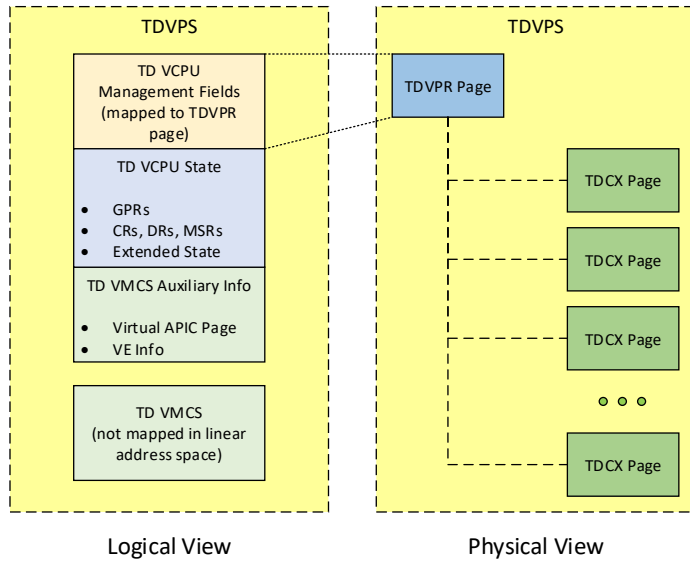 TDVPS
TD VCPU
Management Fields
(mapped to TDVPR
page)
TD VCPU State
• GPRs
• CRs, DRs, MSRs
• Extended State
TD VMCS Auxiliary Info
• Virtual APIC Page
• VE Info
TD VMCS
(not mapped in linear
address space)
Logical View
TDVPS
TDVPR Page
TDCX Page
TDCX Page
TDCX Page
TDCX Page
Physical View